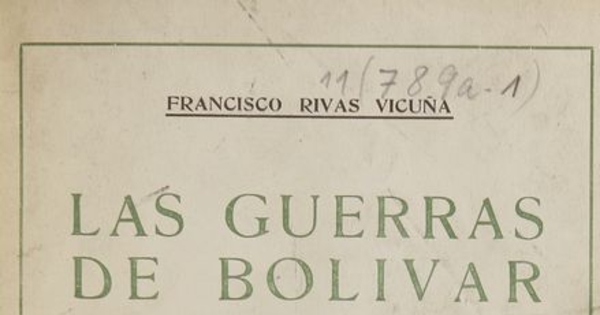 11(789a-1)
FRANCISCO RIVAS VICUÑA
LAS GUERRAS
DE BOLIVAR